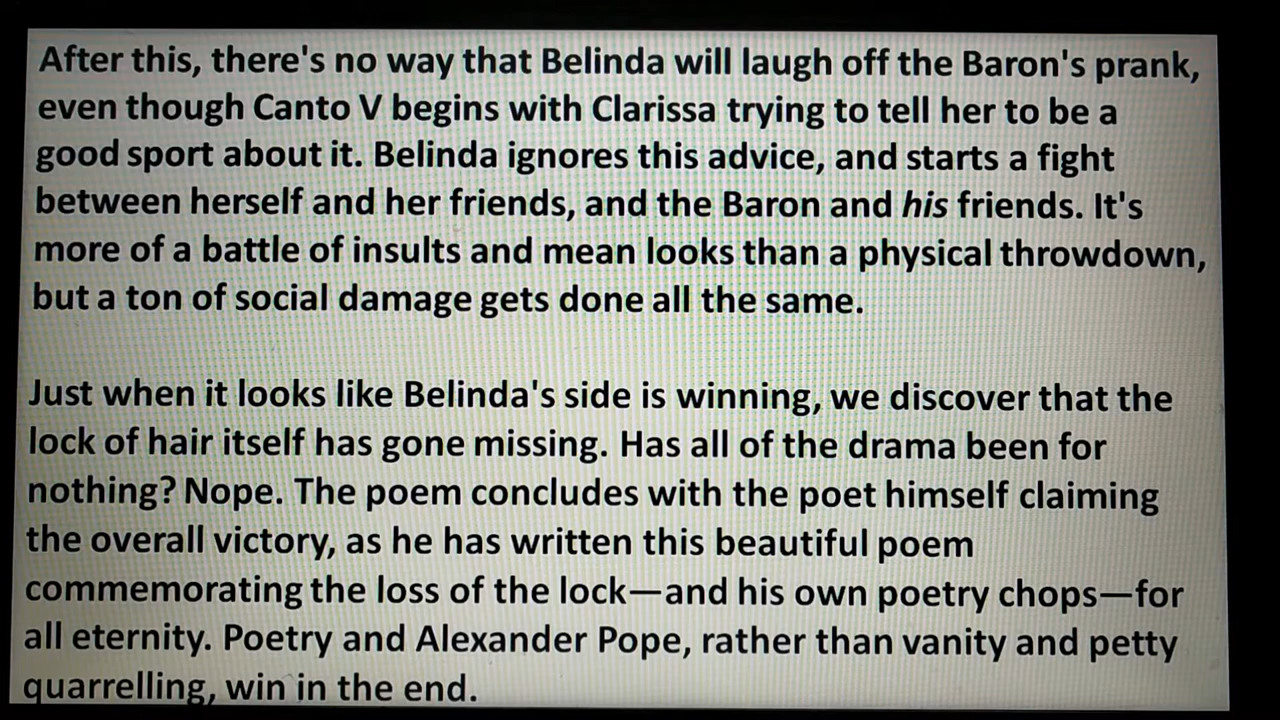 After this, there's no way that Belinda will laugh off the Baron's prank,
even though Canto V begins with Clarissa trying to tell her to be a
good sport about it. Belinda ignores this advice, and starts a fight
between herself and her friends, and the Baron and his friends. It's
more of a battle of insults and mean looks than a physical throwdown,
but a ton of social damage gets done all the same.
Just when it looks like Belinda's side is winning, we discover that the
lock of hair itself has gone missing. Has all of the drama been for
nothing? Nope. The poem concludes with the poet himself claiming
the overall victory, as he has written this beautiful poem
commemorating the loss of the lock—and his own poetry chops—for
all eternity. Poetry and Alexander Pope, rather than vanity and petty
quarrelling, win in the end.